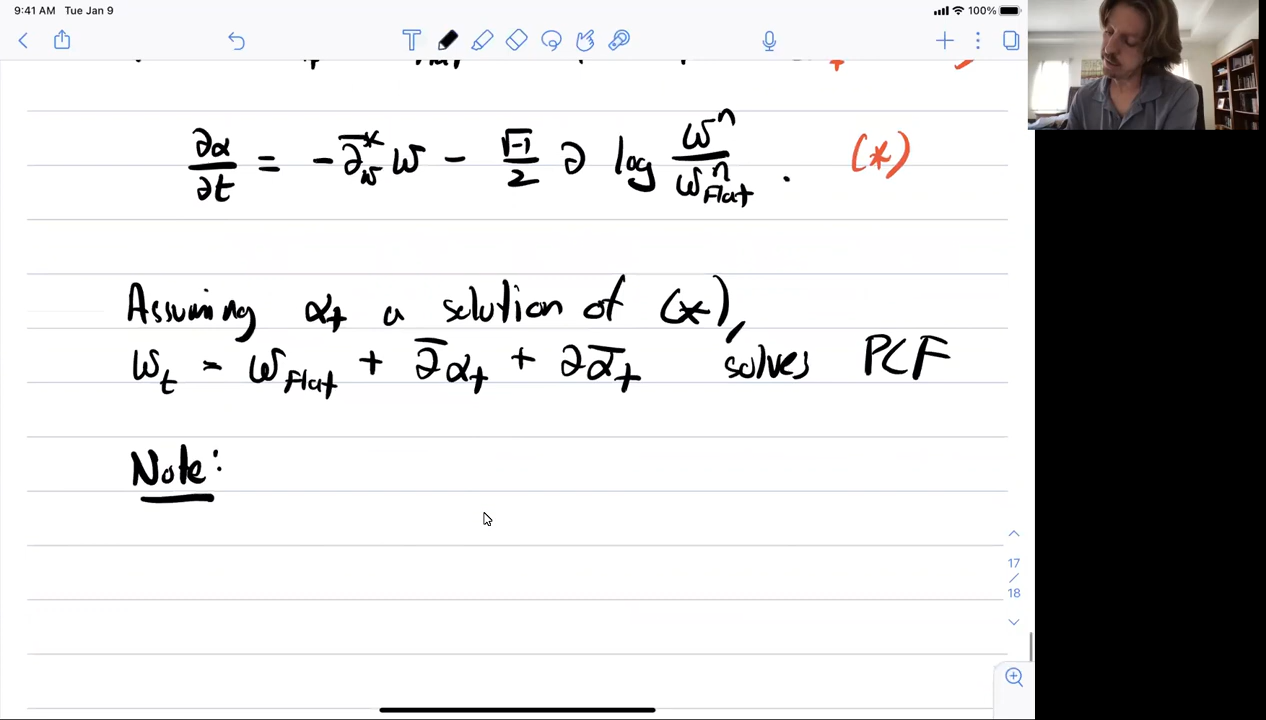 9:41 AM Tue Jan 9
100%
∂α/∂t = - ∂̄*_ω ω - √-1/2 ∂ log ω^n/ω^n_Flat . (*)
Assuming α_t a solution of (*),
ω_t = ω_Flat + ∂̄α_t + ∂ᾱ_t solves PCF
Note:
17
/
18